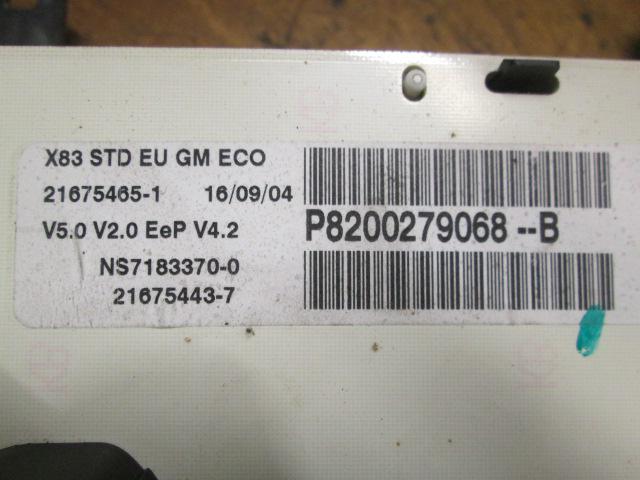 X83 STD EU GM ECO
21675465-1 16/09/04
V5.0 V2.0 EeP V4.2
P8200279068 --B
NS7183370-0
21675443-7